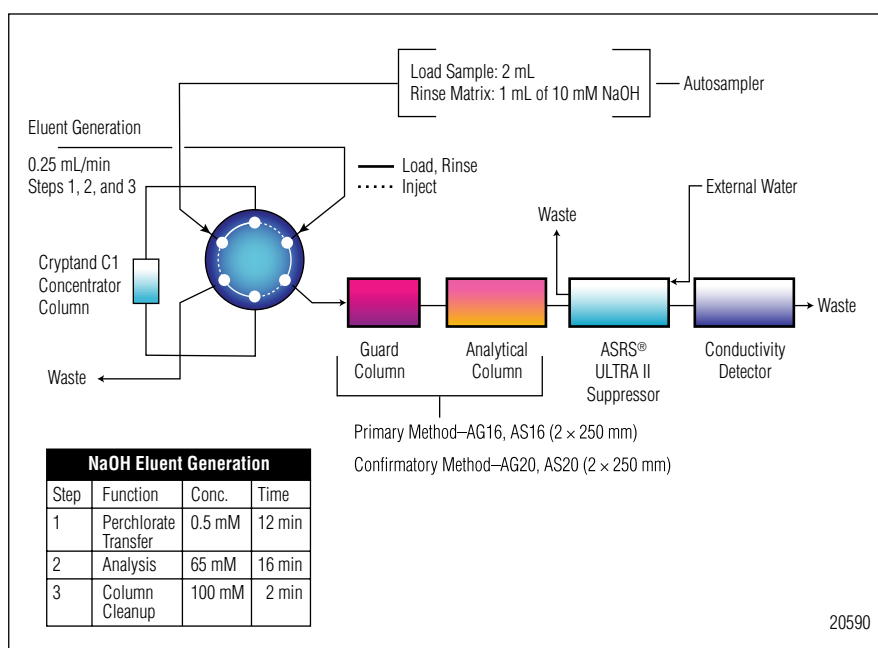 Load Sample: 2 mL
Rinse Matrix: 1 mL of 10 mM NaOH
Autosampler
Eluent Generation
0.25 mL/min
Steps 1, 2, and 3
Load, Rinse
Inject
External Water
Waste
Cryptand C1
Concentrator
Column
Waste
Waste
Guard
Column
Analytical
Column
ASRS®
ULTRA II
Suppressor
Conductivity
Detector
Primary Method–AG16, AS16 (2 × 250 mm)
Confirmatory Method–AG20, AS20 (2 × 250 mm)
NaOH Eluent Generation
Step Function Conc. Time
1 Perchlorate Transfer 0.5 mM 12 min
2 Analysis 65 mM 16 min
3 Column Cleanup 100 mM 2 min
20590